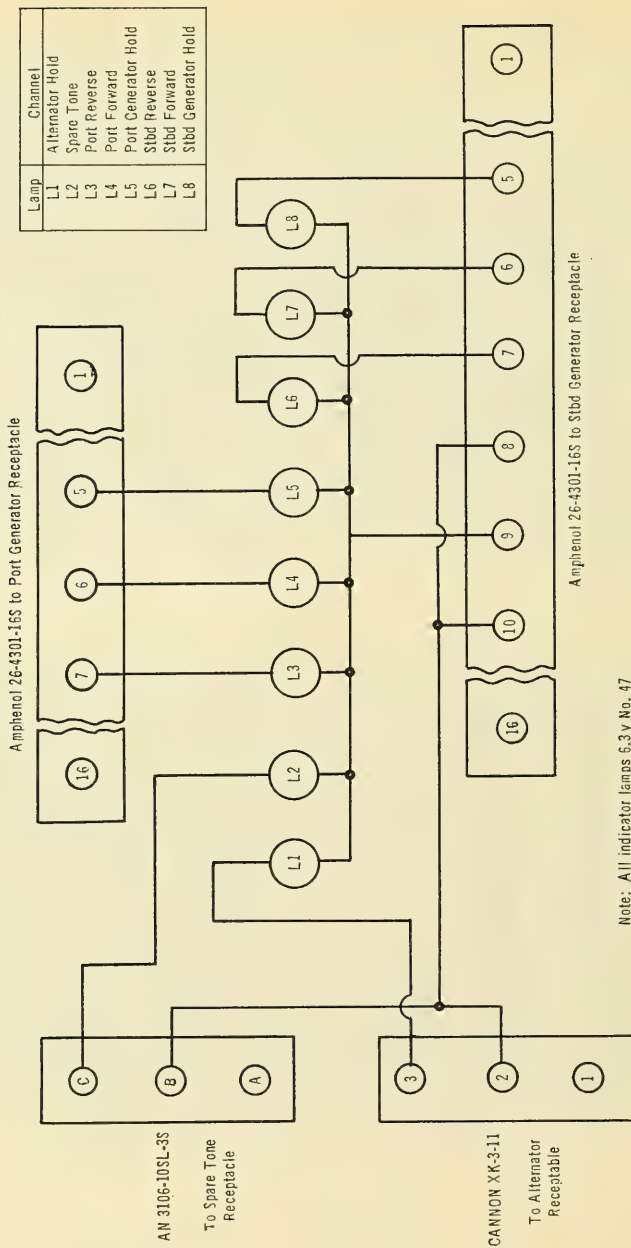 Lamp Channel
L1 Alternator Hold
L2 Spare Tone
L3 Port Reverse
L4 Port Forward
L5 Port Generator Hold
L6 Stbd Reverse
L7 Stbd Forward
L8 Stbd Generator Hold
Amphenol 26-4301-16S to Port Generator Receptacle
16 7 6 5 1
L1 L2 L3 L4 L5 L6 L7 L8
C
B
A
AN 3106-10SL-3S
To Spare Tone
Receptacle
3
2
1
CANNON XK-3-11
To Alternator
Receptable
16 10 9 8 7 6 5 1
Amphenol 26-4301-16S to Stbd Generator Receptacle
Note: All indicator lamps 6.3 v No. 47